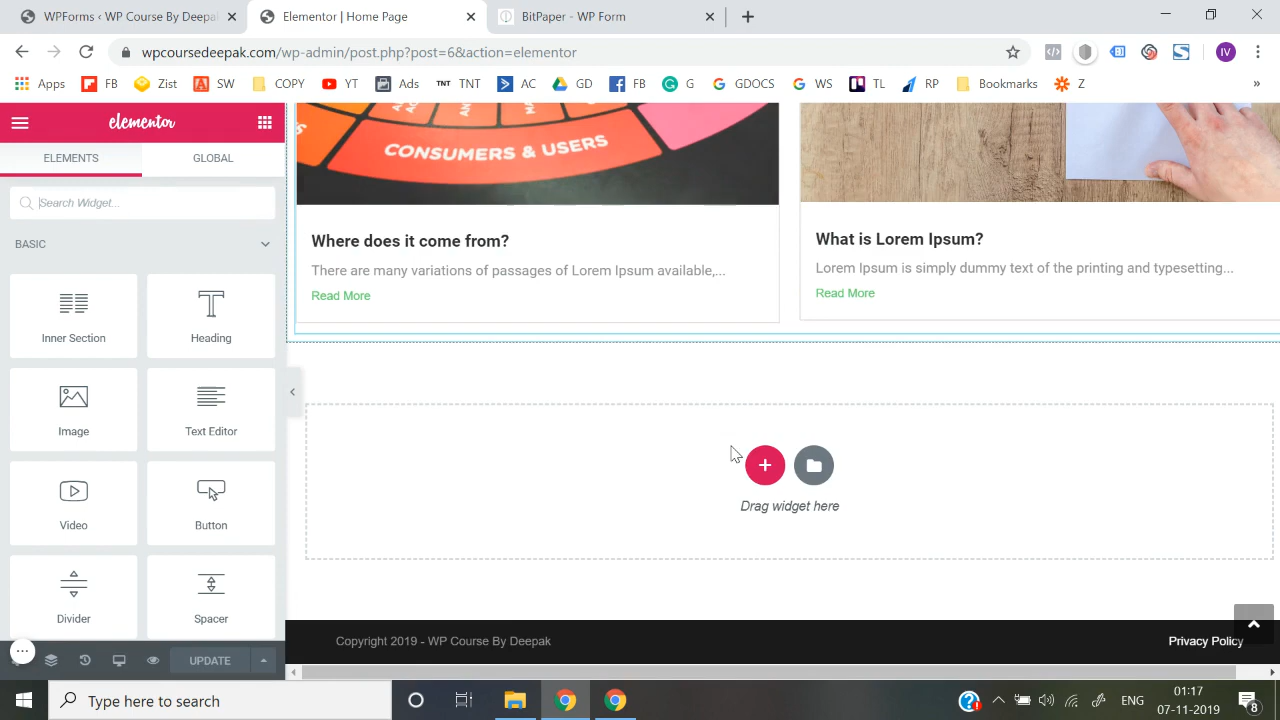 WPForms ‹ WP Course By Deepa
Elementor | Home Page
BitPaper - WP Form
wpcoursedeepak.com/wp-admin/post.php?post=6&action=elementor
IV
Apps FB Zist SW COPY YT Ads TNT TNT AC GD FB G GDOCS WS TL RP Bookmarks Z »
elementor
ELEMENTS GLOBAL
Search Widget...
BASIC
Inner Section
Heading
Image
Text Editor
Video
Button
Divider
Spacer
UPDATE
CONSUMERS & USERS
Where does it come from?
There are many variations of passages of Lorem Ipsum available,...
Read More
What is Lorem Ipsum?
Lorem Ipsum is simply dummy text of the printing and typesetting...
Read More
Drag widget here
Copyright 2019 - WP Course By Deepak
Privacy Policy
Type here to search
ENG
01:17
07-11-2019
8